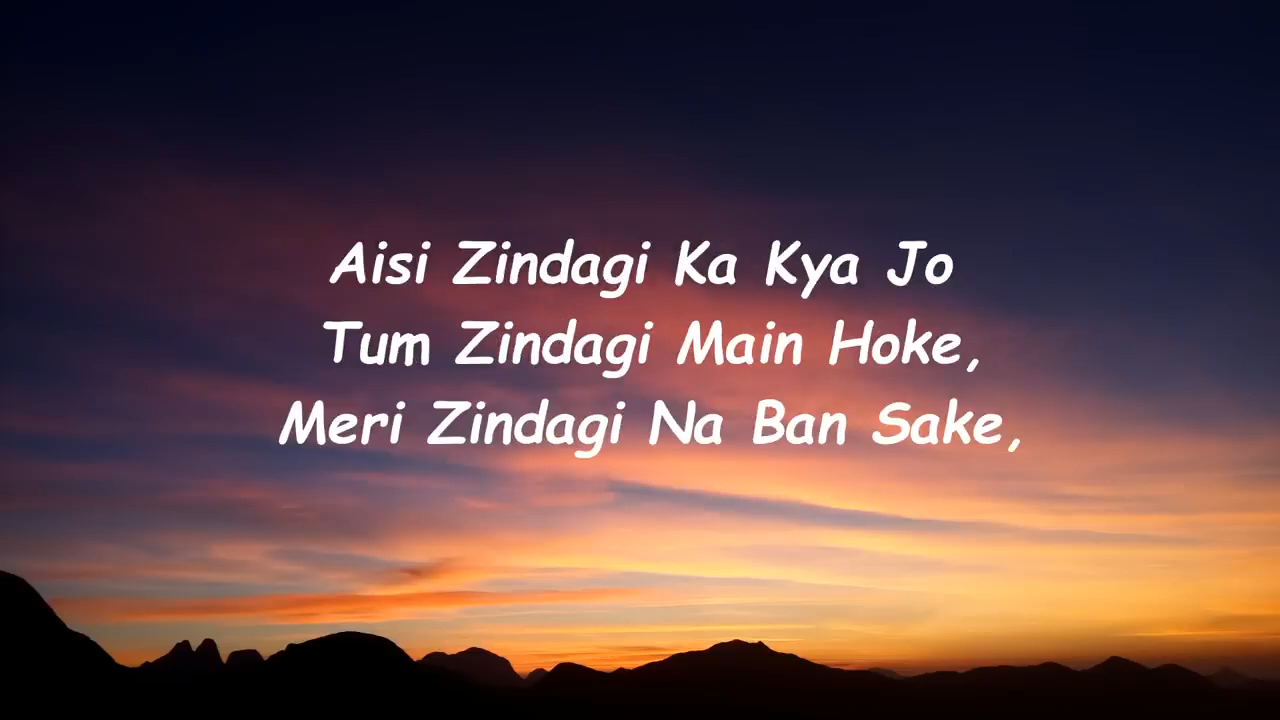 Aisi Zindagi Ka Kya Jo
Tum Zindagi Main Hoke,
Meri Zindagi Na Ban Sake,